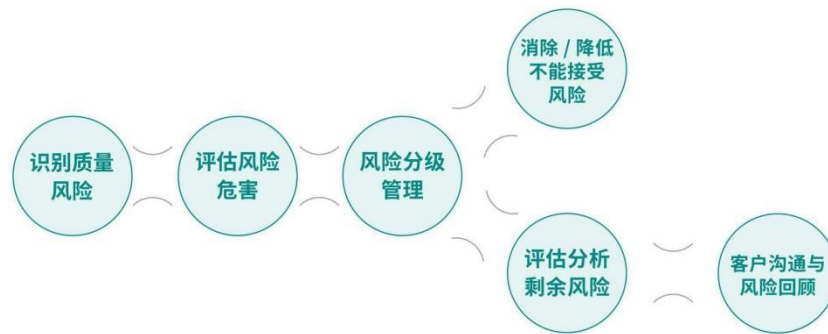 识别质量
风险
评估风险
危害
风险分级
管理
消除 / 降低
不能接受
风险
评估分析
剩余风险
客户沟通与
风险回顾